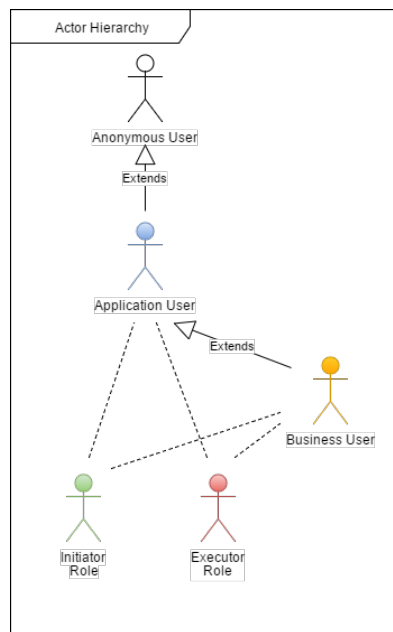 Actor Hierarchy
Anonymous User
Extends
Application User
Extends
Business User
Initiator
Role
Executor
Role